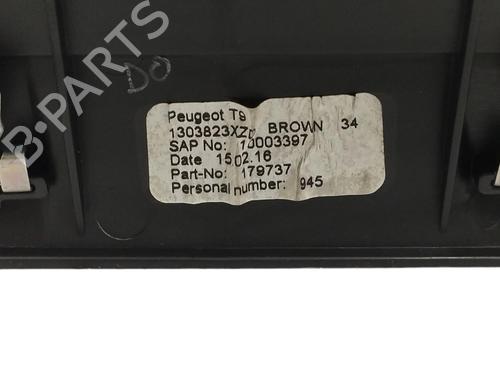 B-PARTS
DO
Peugeot T9
1303823XZD BROWN 34
SAP No: 10003397
Date 15.02.16
Part-No: 179737
Personal number: 945